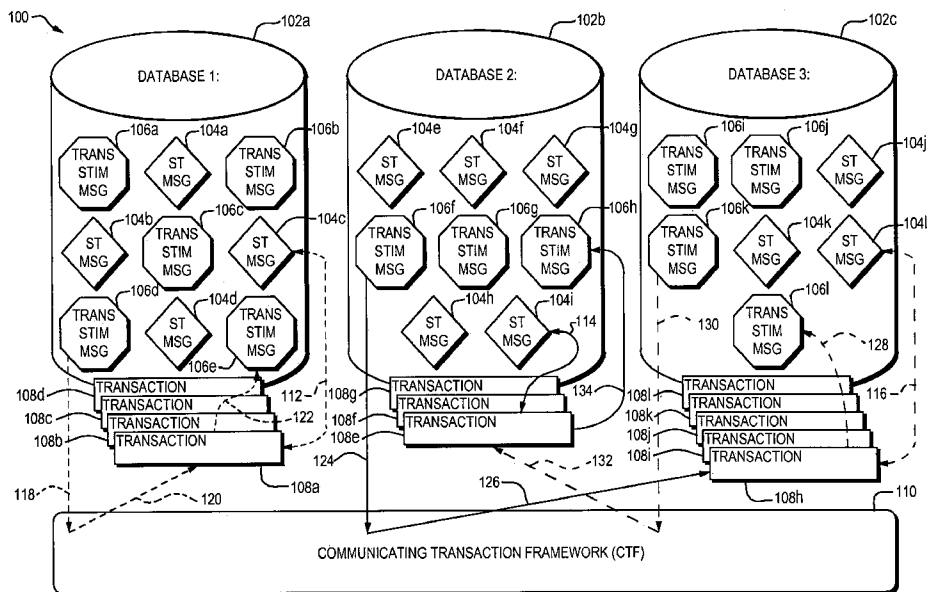 100
102a
102b
102c
DATABASE 1:
DATABASE 2:
DATABASE 3:
106a
104a
106b
104e
104f
104g
106i
106j
104j
TRANS
STIM
MSG
ST
MSG
TRANS
STIM
MSG
ST
MSG
ST
MSG
ST
MSG
TRANS
STIM
MSG
TRANS
STIM
MSG
ST
MSG
104b
106c
104c
106f
106g
106h
106k
104k
104l
ST
MSG
TRANS
STIM
MSG
ST
MSG
TRANS
STIM
MSG
TRANS
STIM
MSG
TRANS
STIM
MSG
TRANS
STIM
MSG
ST
MSG
ST
MSG
106d
104d
106e
104h
104i
106l
TRANS
STIM
MSG
ST
MSG
TRANS
STIM
MSG
ST
MSG
ST
MSG
TRANS
STIM
MSG
114
130
128
112
122
134
116
108d
108c
108b
108a
TRANSACTION
TRANSACTION
TRANSACTION
TRANSACTION
108g
108f
108e
TRANSACTION
TRANSACTION
TRANSACTION
108l
108k
108j
108i
108h
TRANSACTION
TRANSACTION
TRANSACTION
TRANSACTION
TRANSACTION
118
120
124
126
132
110
COMMUNICATING TRANSACTION FRAMEWORK (CTF)